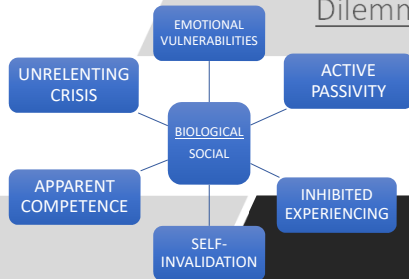 Dilemm
EMOTIONAL
VULNERABILITIES
UNRELENTING
CRISIS
ACTIVE
PASSIVITY
BIOLOGICAL
SOCIAL
APPARENT
COMPETENCE
INHIBITED
EXPERIENCING
SELF-
INVALIDATION